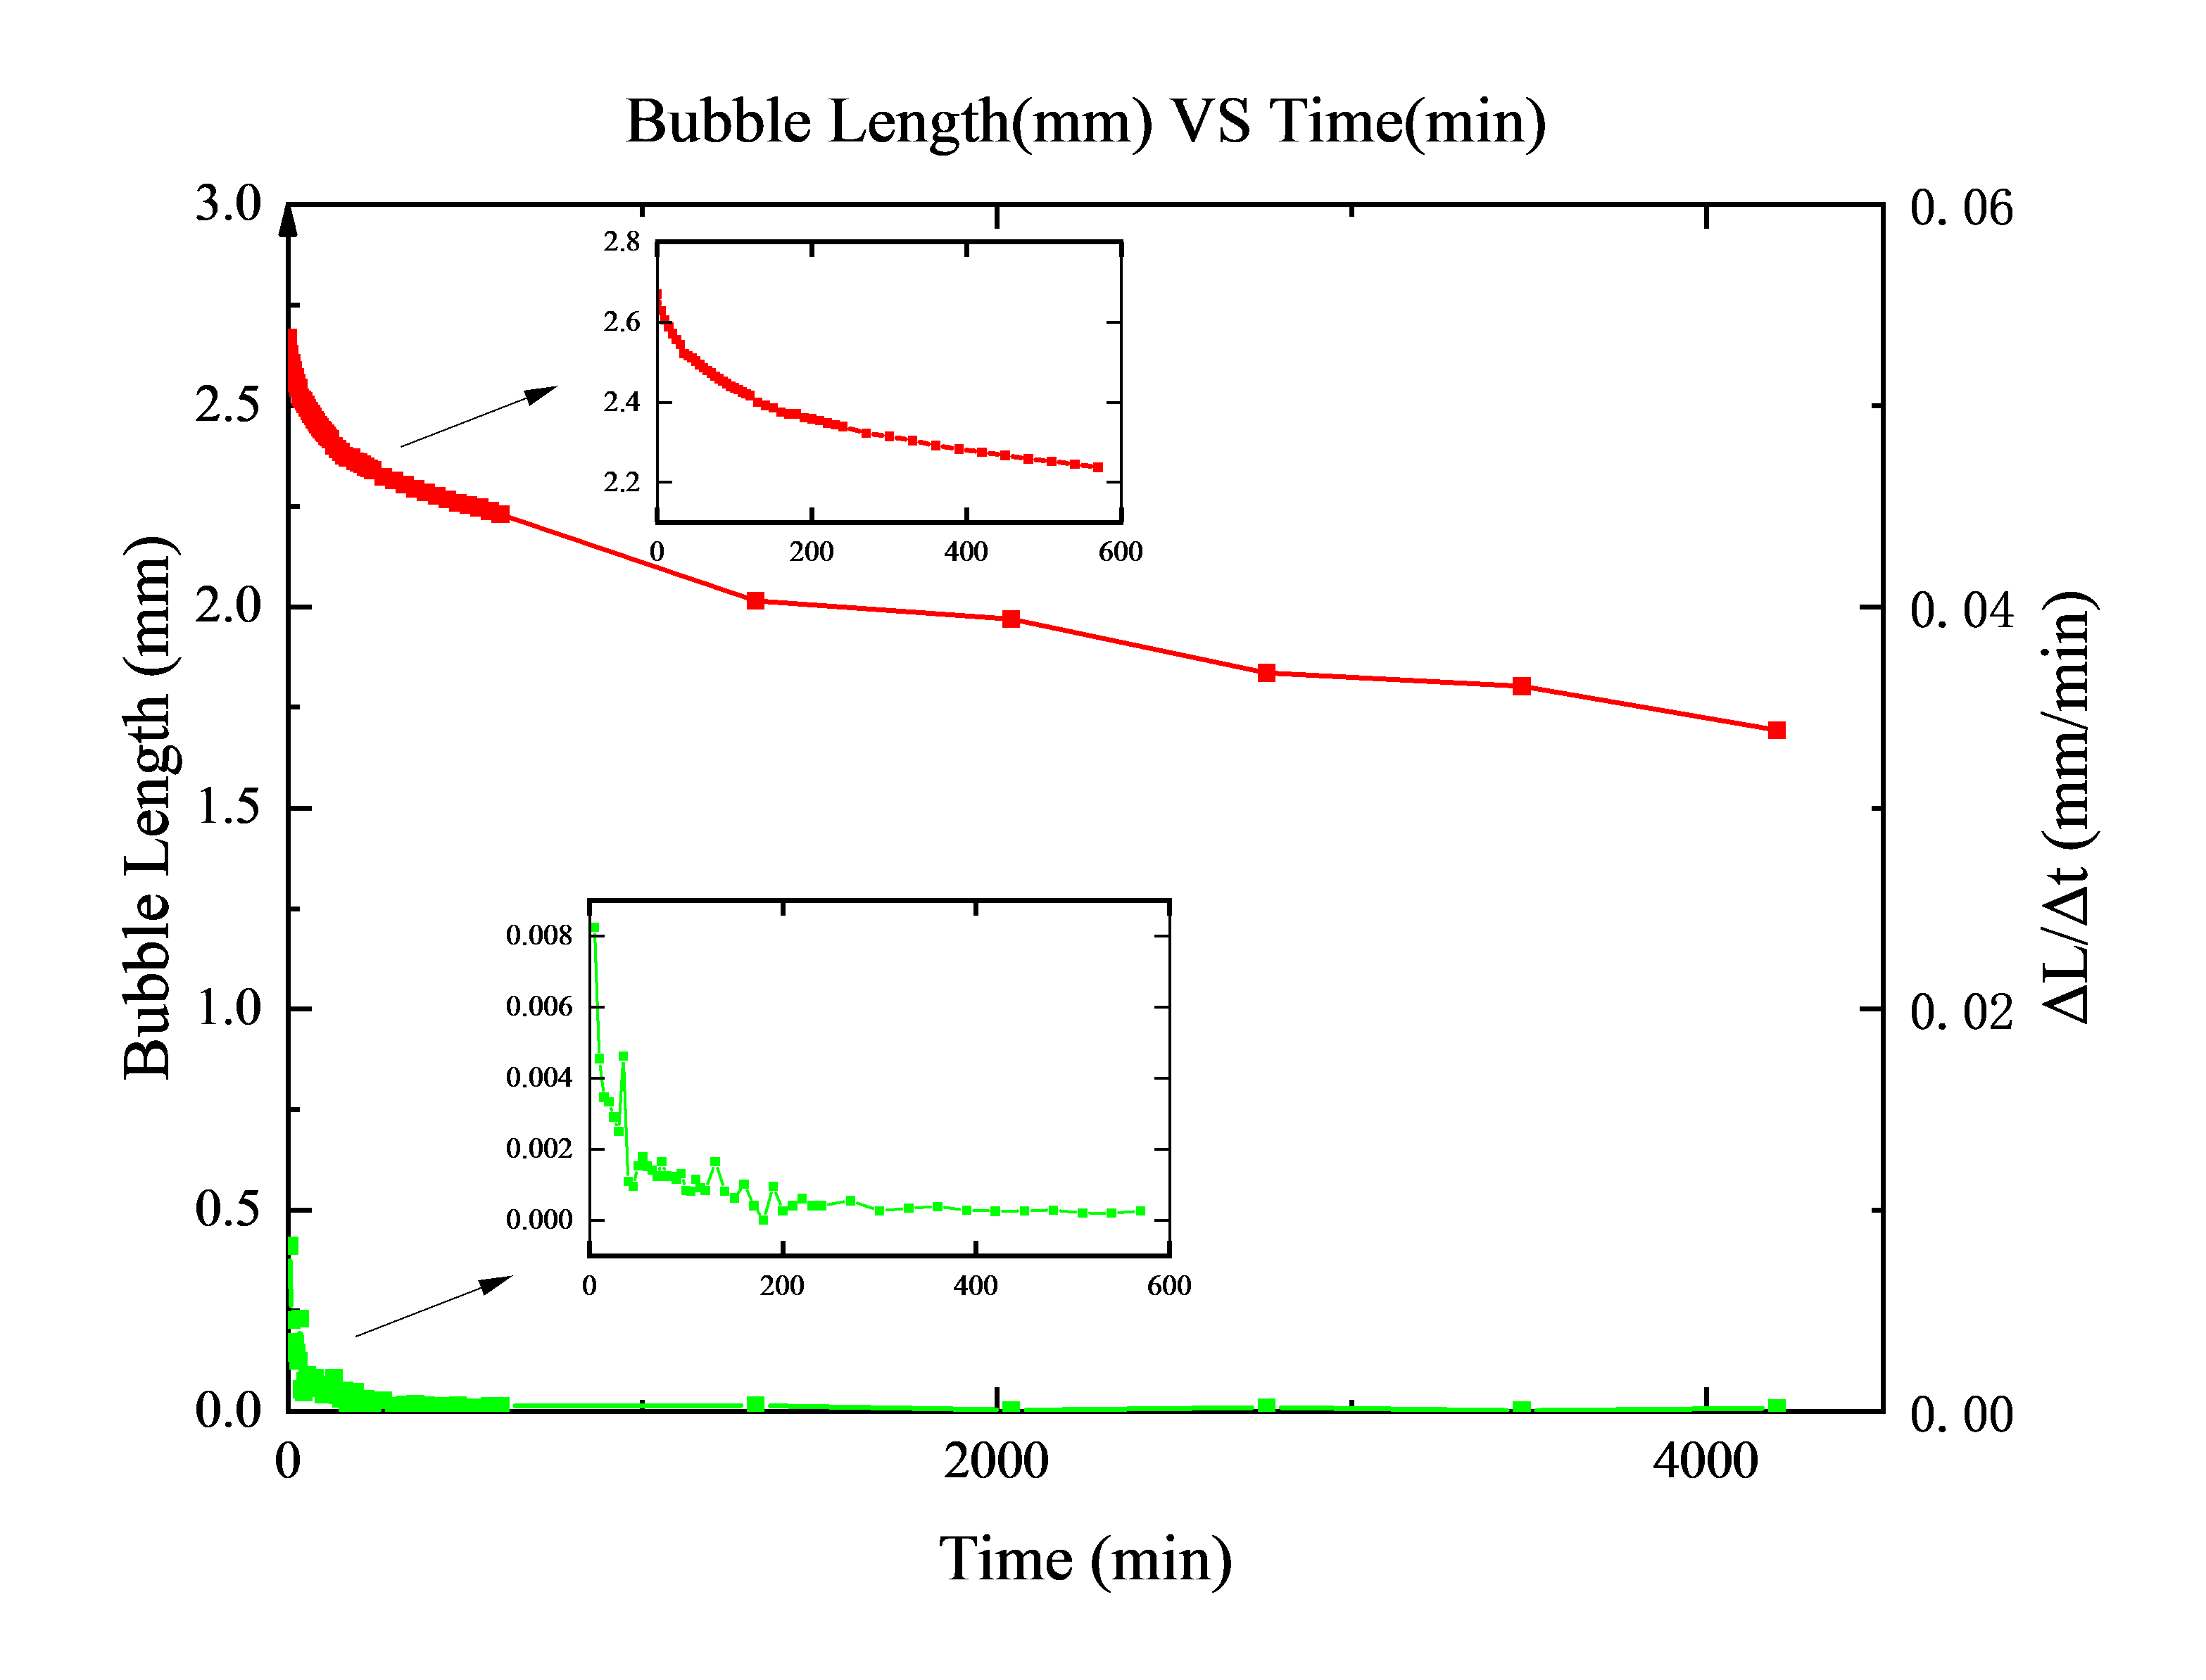 Bubble Length(mm) VS Time(min)
3.0
2.5
2.0
1.5
1.0
0.5
0.0
Bubble Length (mm)
0.06
0.04
0.02
0.00
ΔL/Δt (mm/min)
2.8
2.6
2.4
2.2
0 200 400 600
0.008
0.006
0.004
0.002
0.000
0 200 400 600
0 2000 4000
Time (min)